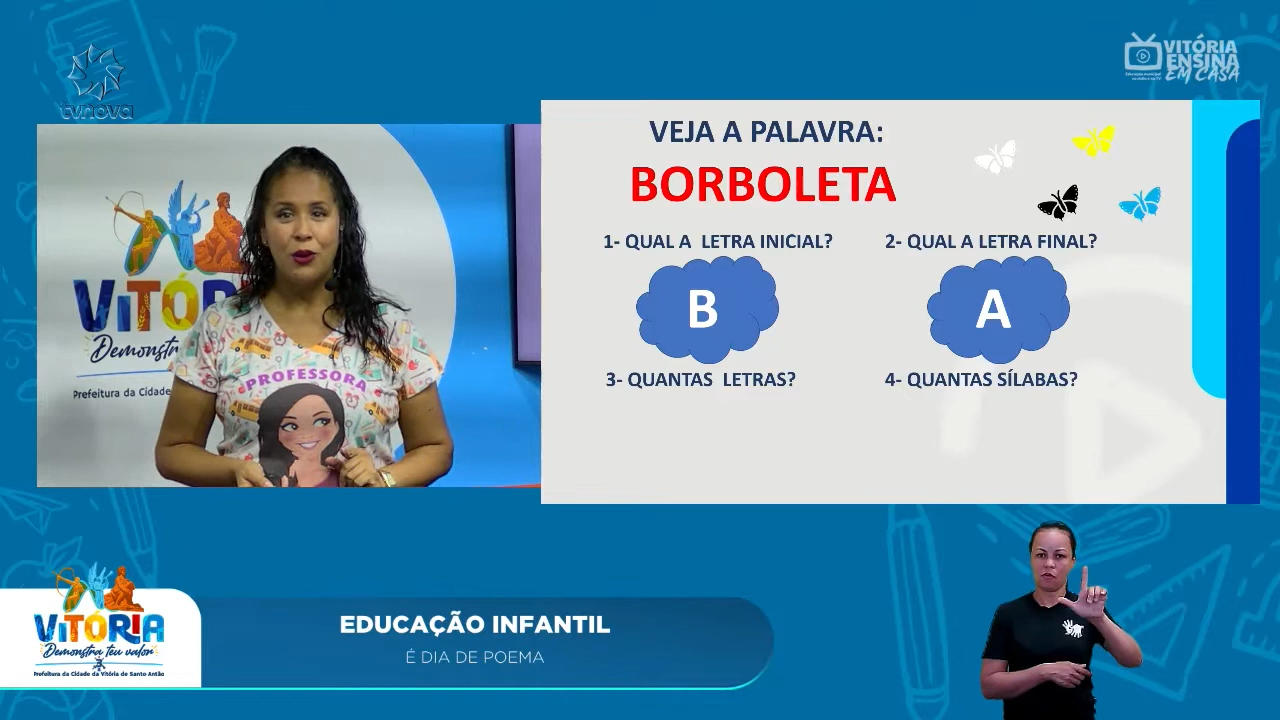 tvnova
VITÓRIA
ENSINA
EM CASA
VEJA A PALAVRA:
BORBOLETA
1- QUAL A LETRA INICIAL?
2- QUAL A LETRA FINAL?
B
A
3- QUANTAS LETRAS?
4- QUANTAS SÍLABAS?
VITÓR
Demonstr
Prefeitura da Cidade
PROFESSORA
VITÓRIA
Demonstra teu valor
Prefeitura da Cidade da Vitória de Santo Antão
EDUCAÇÃO INFANTIL
É DIA DE POEMA